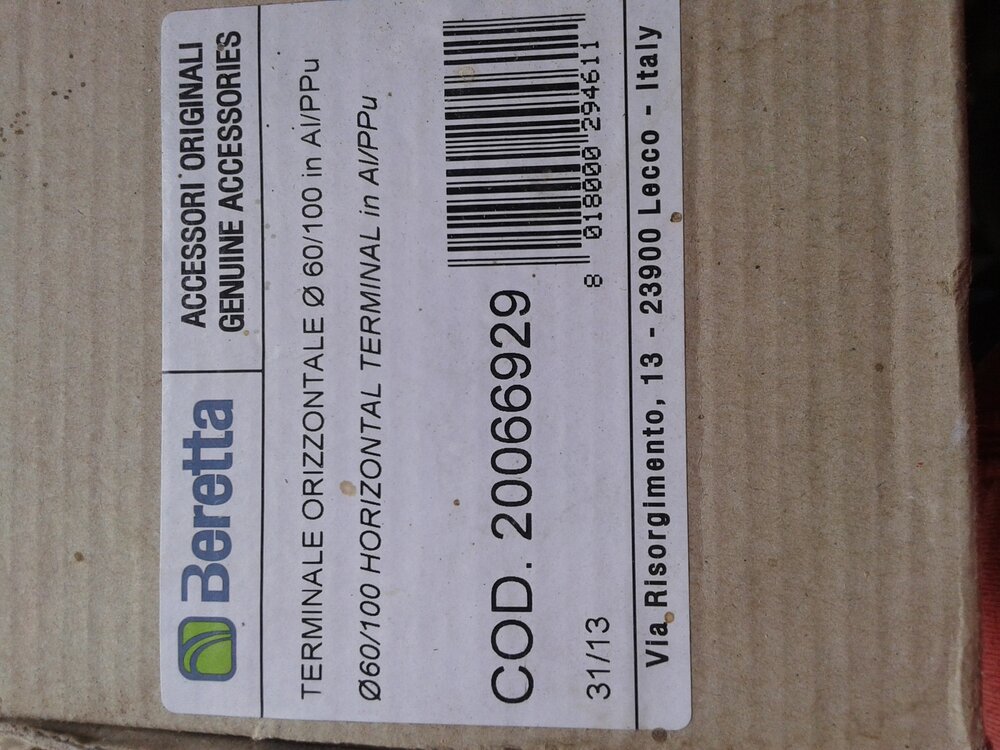 Beretta
ACCESSORI ORIGINALI
GENUINE ACCESSORIES
TERMINALE ORIZZONTALE Ø 60/100 in Al/PPu
Ø60/100 HORIZONTAL TERMINAL in Al/PPu
COD. 20066929
31/13
8 018000 294611
Via Risorgimento, 13 - 23900 Lecco - Italy